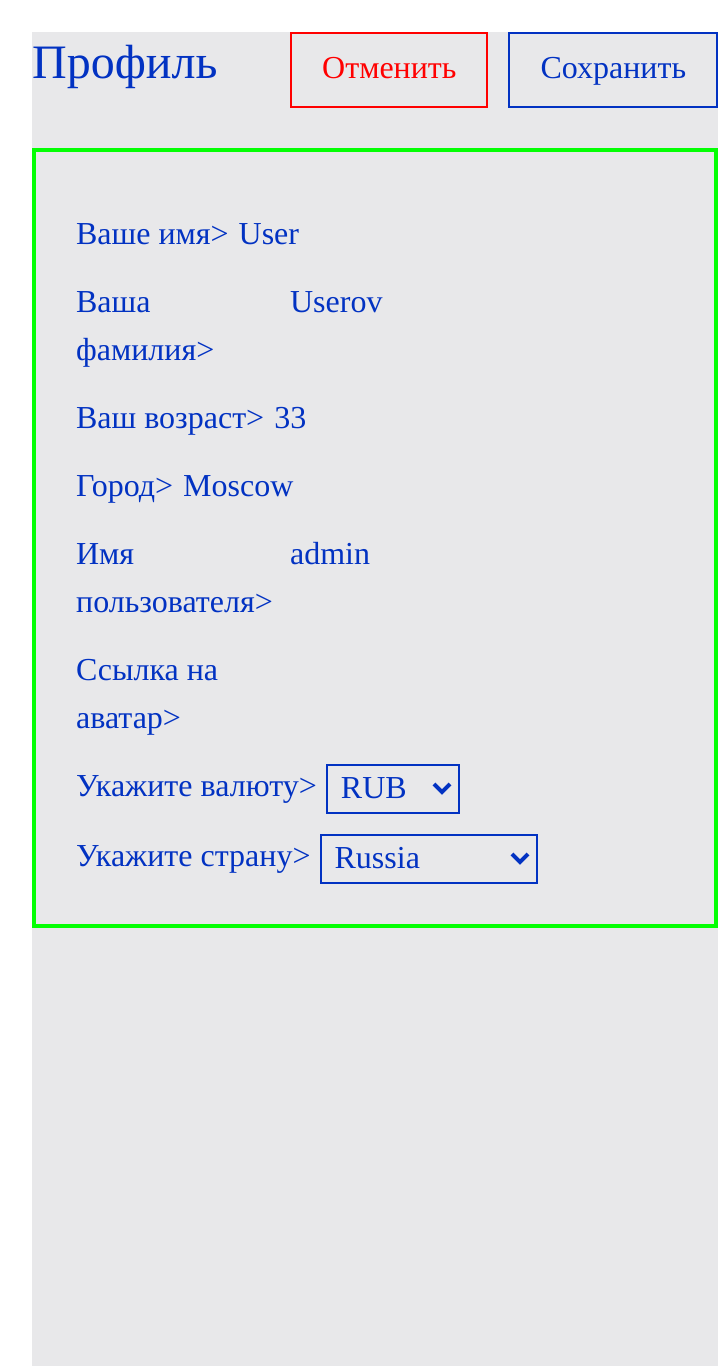 Профиль Отменить Сохранить
Ваше имя> User
Ваша Userov
фамилия>
Ваш возраст> 33
Город> Moscow
Имя admin
пользователя>
Ссылка на
аватар>
Укажите валюту> RUB
Укажите страну> Russia